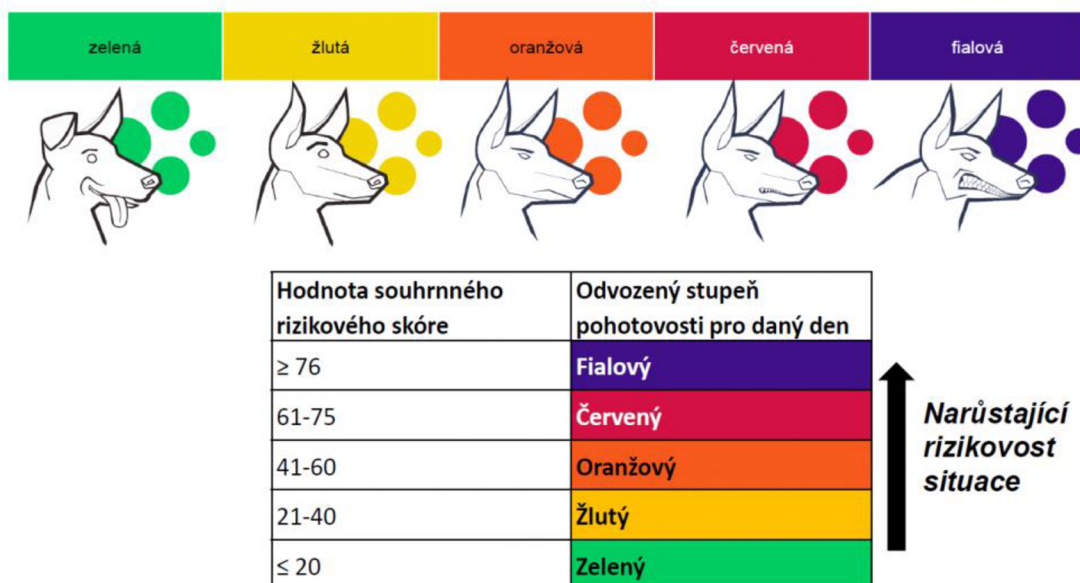 zelená
žlutá
oranžová
červená
fialová
Hodnota souhrnného
rizikového skóre
Odvozený stupeň
pohotovosti pro daný den
≥ 76
Fialový
61-75
Červený
41-60
Oranžový
21-40
Žlutý
≤ 20
Zelený
Narůstající
rizikovost
situace